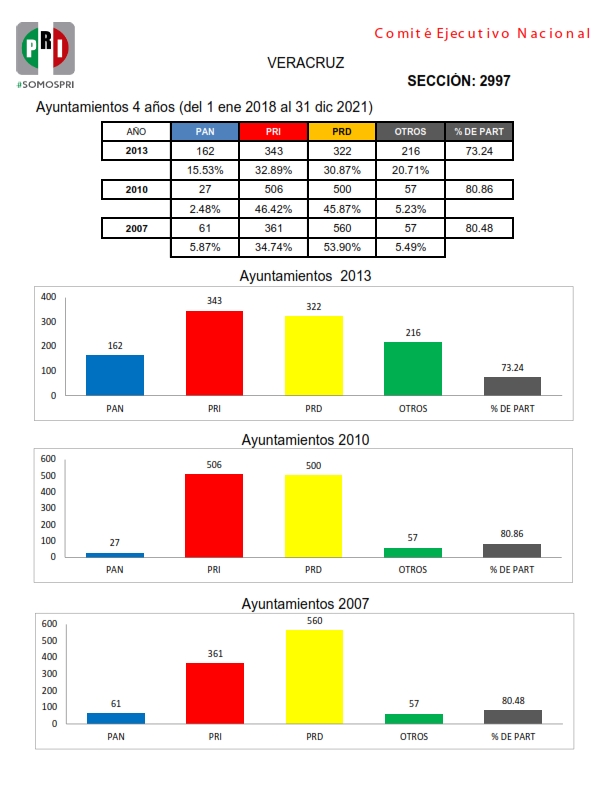 Comité Ejecutivo Nacional
PRI
#SOMOSPRI
VERACRUZ
SECCIÓN: 2997
Ayuntamientos 4 años (del 1 ene 2018 al 31 dic 2021)
AÑO PAN PRI PRD OTROS % DE PART
2013 162 343 322 216 73.24
15.53% 32.89% 30.87% 20.71%
2010 27 506 500 57 80.86
2.48% 46.42% 45.87% 5.23%
2007 61 361 560 57 80.48
5.87% 34.74% 53.90% 5.49%
Ayuntamientos 2013
400
300
200
100
0
162 343 322 216 73.24
PAN PRI PRD OTROS % DE PART
Ayuntamientos 2010
600
500
400
300
200
100
0
27 506 500 57 80.86
PAN PRI PRD OTROS % DE PART
Ayuntamientos 2007
600
500
400
300
200
100
0
61 361 560 57 80.48
PAN PRI PRD OTROS % DE PART